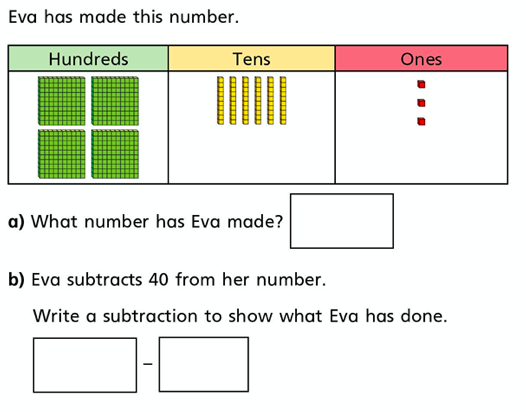 Eva has made this number.
Hundreds Tens Ones
a) What number has Eva made?
b) Eva subtracts 40 from her number.
Write a subtraction to show what Eva has done.
–